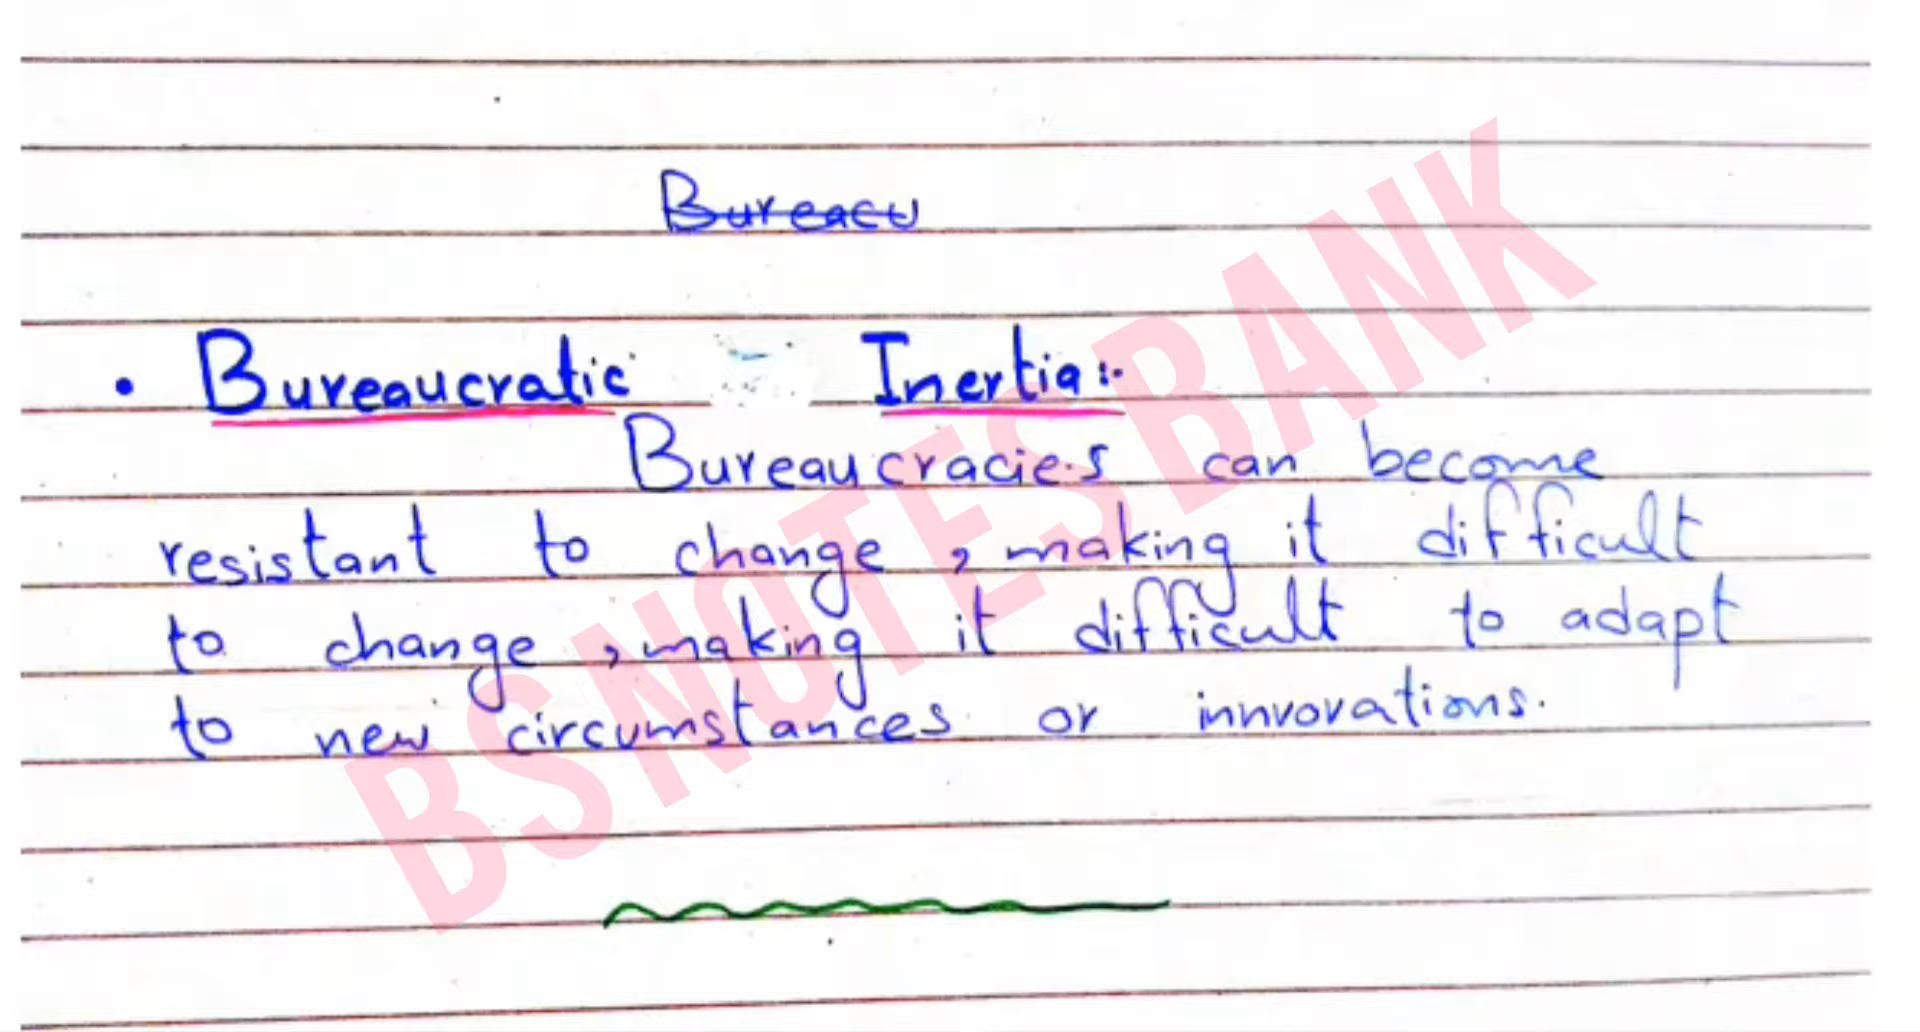 Bureacu
• Bureaucratic Inertia:-
Bureaucracies can become
resistant to change, making it difficult
to change, making it difficult to adapt
to new circumstances or innvovations.
BSNOTESBANK